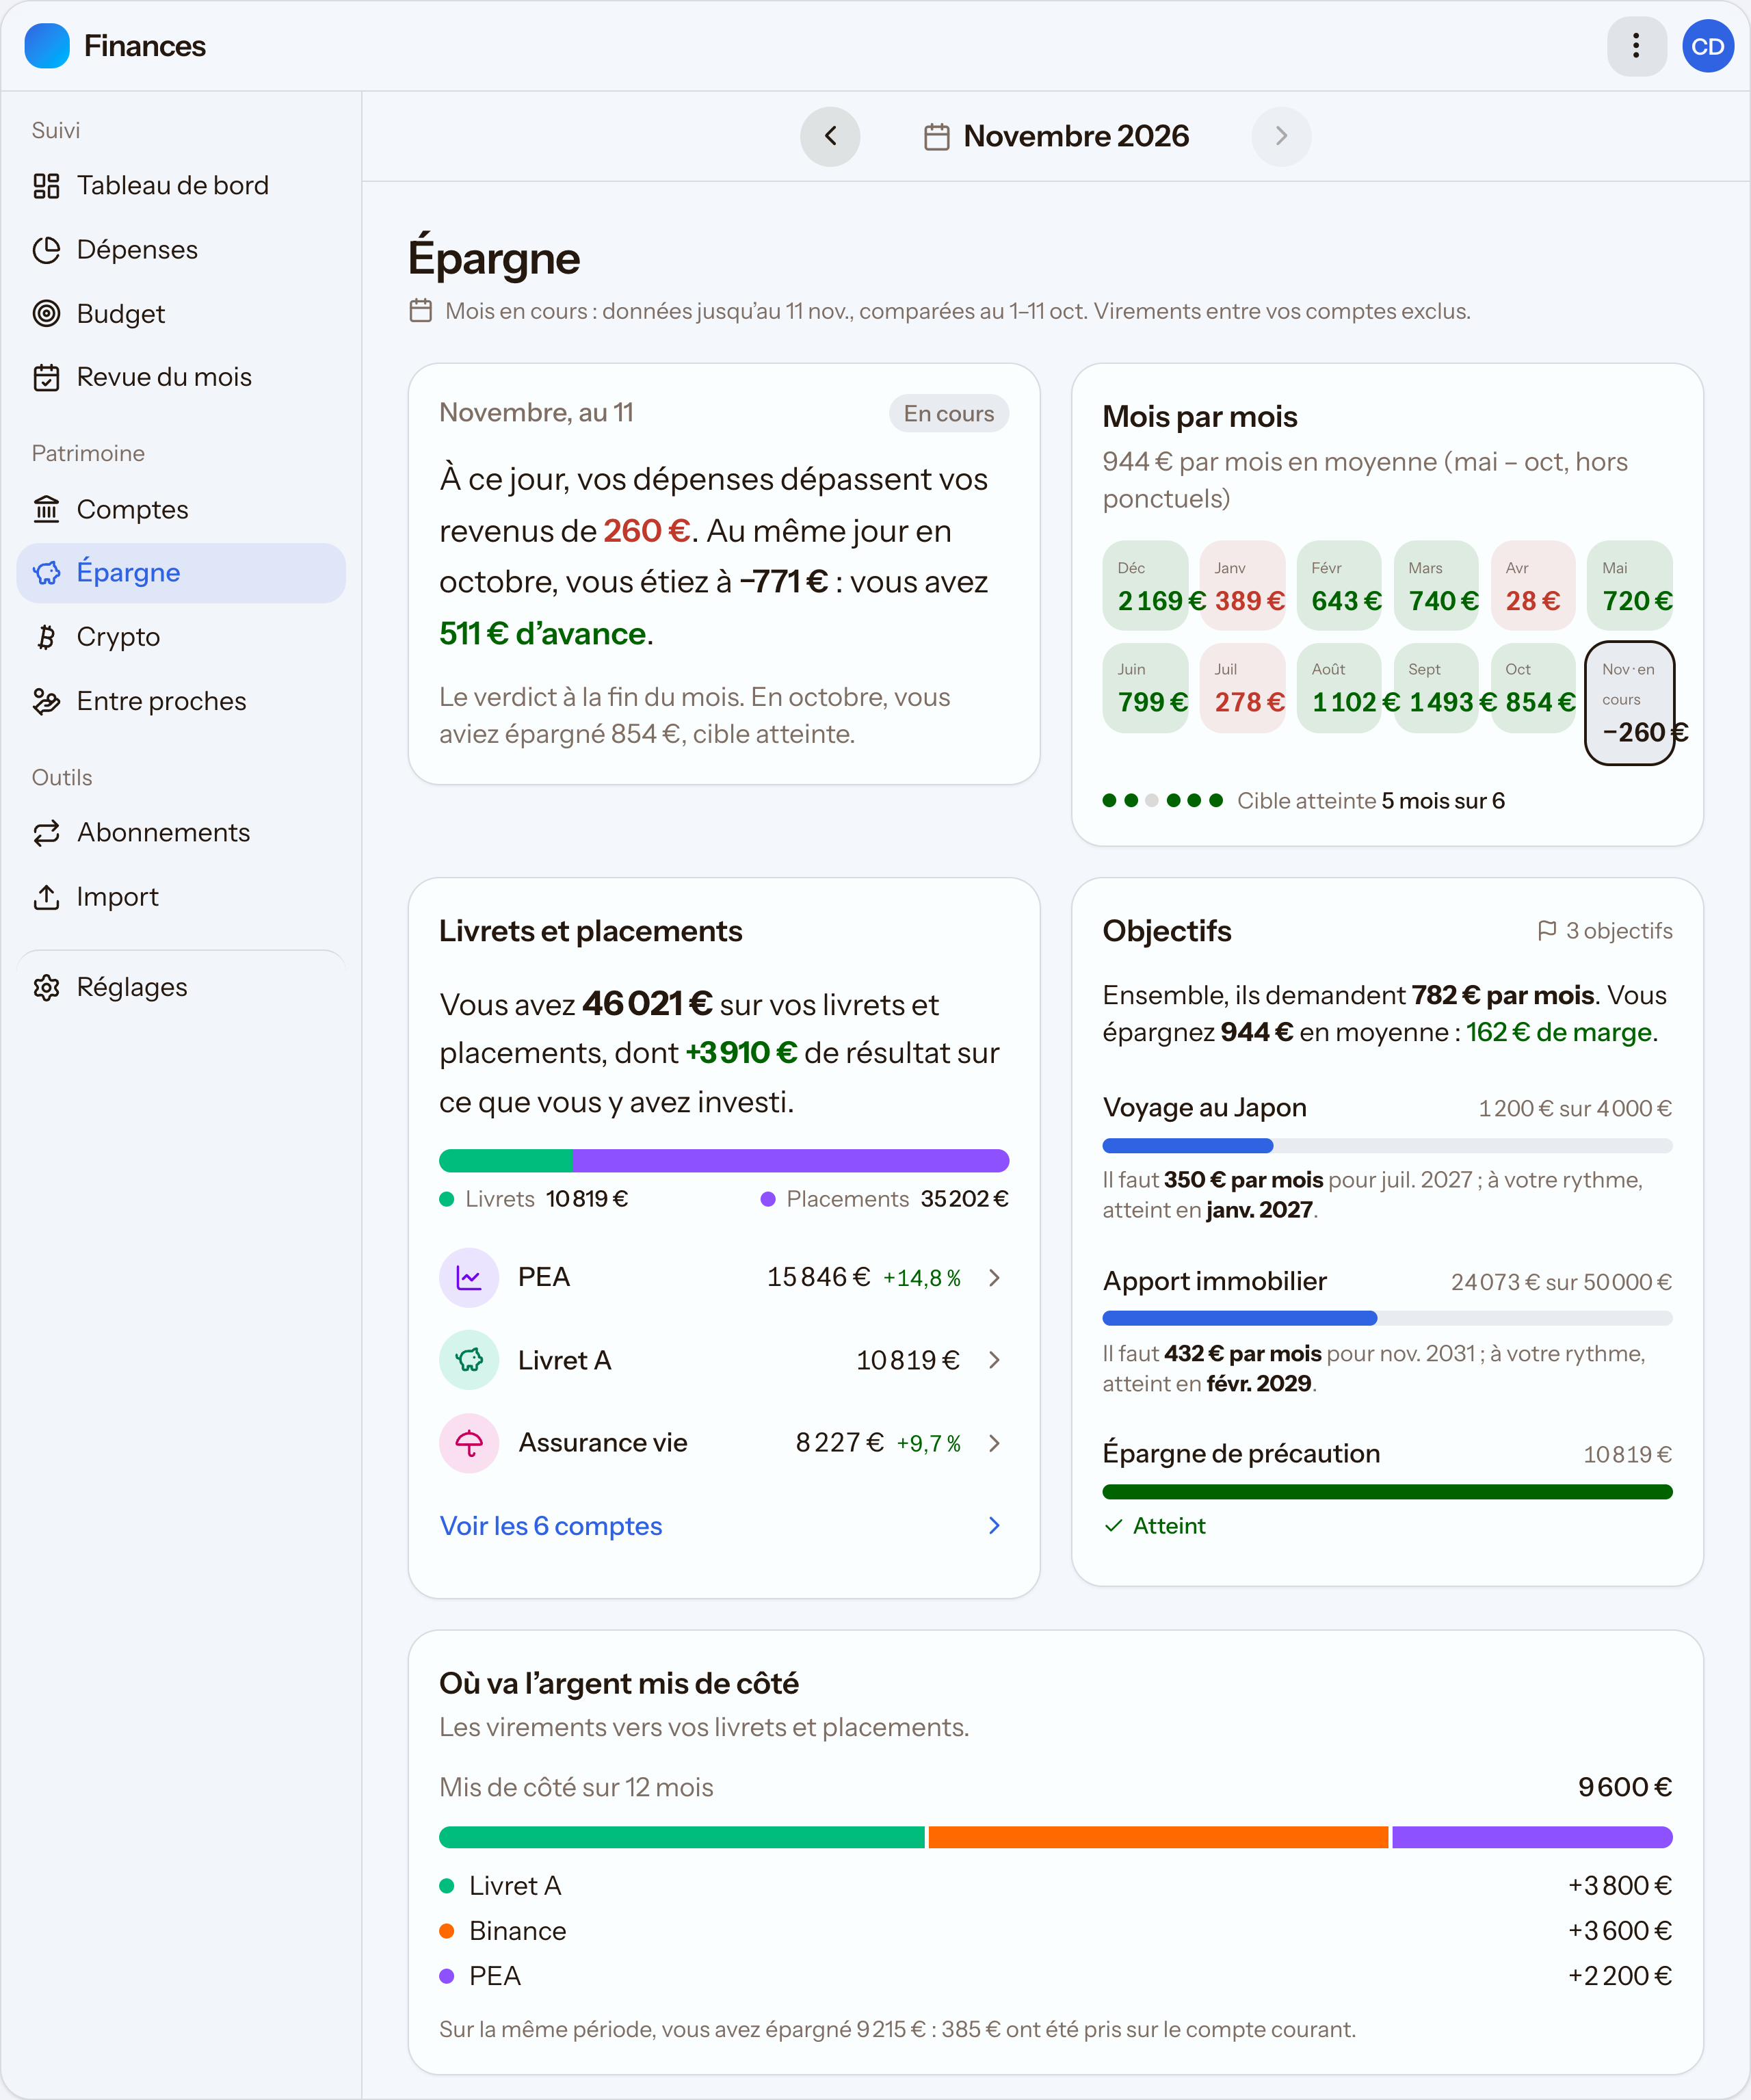 Finances
CD
Suivi
Tableau de bord
Dépenses
Budget
Revue du mois
Patrimoine
Comptes
Épargne
Crypto
Entre proches
Outils
Abonnements
Import
Réglages
Novembre 2026
Épargne
Mois en cours : données jusqu’au 11 nov., comparées au 1–11 oct. Virements entre vos comptes exclus.
Novembre, au 11
En cours
À ce jour, vos dépenses dépassent vos
revenus de 260 €. Au même jour en
octobre, vous étiez à −771 € : vous avez
511 € d’avance.
Le verdict à la fin du mois. En octobre, vous
aviez épargné 854 €, cible atteinte.
Mois par mois
944 € par mois en moyenne (mai – oct, hors
ponctuels)
Déc
2 169 €
Janv
389 €
Févr
643 €
Mars
740 €
Avr
28 €
Mai
720 €
Juin
799 €
Juil
278 €
Août
1 102 €
Sept
1 493 €
Oct
854 €
Nov · en
cours
−260 €
Cible atteinte 5 mois sur 6
Livrets et placements
Vous avez 46 021 € sur vos livrets et
placements, dont +3 910 € de résultat sur
ce que vous y avez investi.
Livrets 10 819 €
Placements 35 202 €
PEA 15 846 € +14,8 %
Livret A 10 819 €
Assurance vie 8 227 € +9,7 %
Voir les 6 comptes
Objectifs
3 objectifs
Ensemble, ils demandent 782 € par mois. Vous
épargnez 944 € en moyenne : 162 € de marge.
Voyage au Japon 1 200 € sur 4 000 €
Il faut 350 € par mois pour juil. 2027 ; à votre rythme,
atteint en janv. 2027.
Apport immobilier 24 073 € sur 50 000 €
Il faut 432 € par mois pour nov. 2031 ; à votre rythme,
atteint en févr. 2029.
Épargne de précaution 10 819 €
Atteint
Où va l’argent mis de côté
Les virements vers vos livrets et placements.
Mis de côté sur 12 mois 9 600 €
Livret A +3 800 €
Binance +3 600 €
PEA +2 200 €
Sur la même période, vous avez épargné 9 215 € : 385 € ont été pris sur le compte courant.